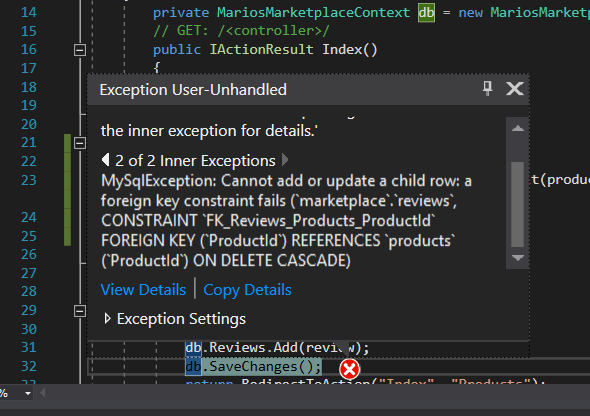 14 private MariosMarketplaceContext db = new MariosMarketp
15 // GET: /<controller>/
16 public IActionResult Index()
17 {
18
19
20
21
22
23 t(produc
24
25
26
27
28
29
30
31 db.Reviews.Add(review);
32 db.SaveChanges();
33 return RedirectToAction("Index", "Products");
Exception User-Unhandled
the inner exception for details.'
2 of 2 Inner Exceptions
MySqlException: Cannot add or update a child row: a
foreign key constraint fails (`marketplace`.`reviews`,
CONSTRAINT `FK_Reviews_Products_ProductId`
FOREIGN KEY (`ProductId`) REFERENCES `products`
(`ProductId`) ON DELETE CASCADE)
View Details | Copy Details
Exception Settings
%